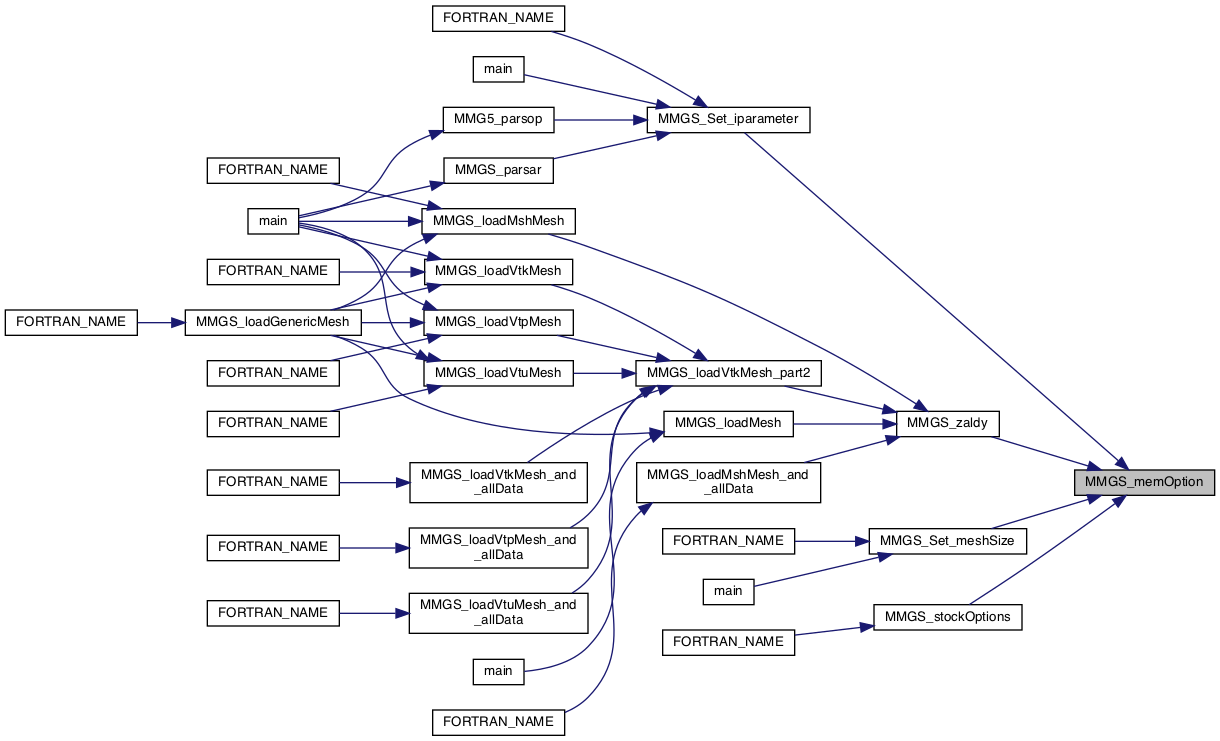 FORTRAN_NAME
main
MMG5_parsop
MMGS_Set_iparameter
FORTRAN_NAME
MMGS_parsar
main
MMGS_loadMshMesh
FORTRAN_NAME
MMGS_loadVtkMesh
FORTRAN_NAME
MMGS_loadGenericMesh
MMGS_loadVtpMesh
FORTRAN_NAME
MMGS_loadVtuMesh
MMGS_loadVtkMesh_part2
FORTRAN_NAME
MMGS_loadMesh
MMGS_zaldy
FORTRAN_NAME
MMGS_loadVtkMesh_and
_allData
MMGS_loadMshMesh_and
_allData
MMGS_memOption
FORTRAN_NAME
MMGS_loadVtpMesh_and
_allData
FORTRAN_NAME
MMGS_Set_meshSize
main
FORTRAN_NAME
MMGS_loadVtuMesh_and
_allData
MMGS_stockOptions
FORTRAN_NAME
main
FORTRAN_NAME